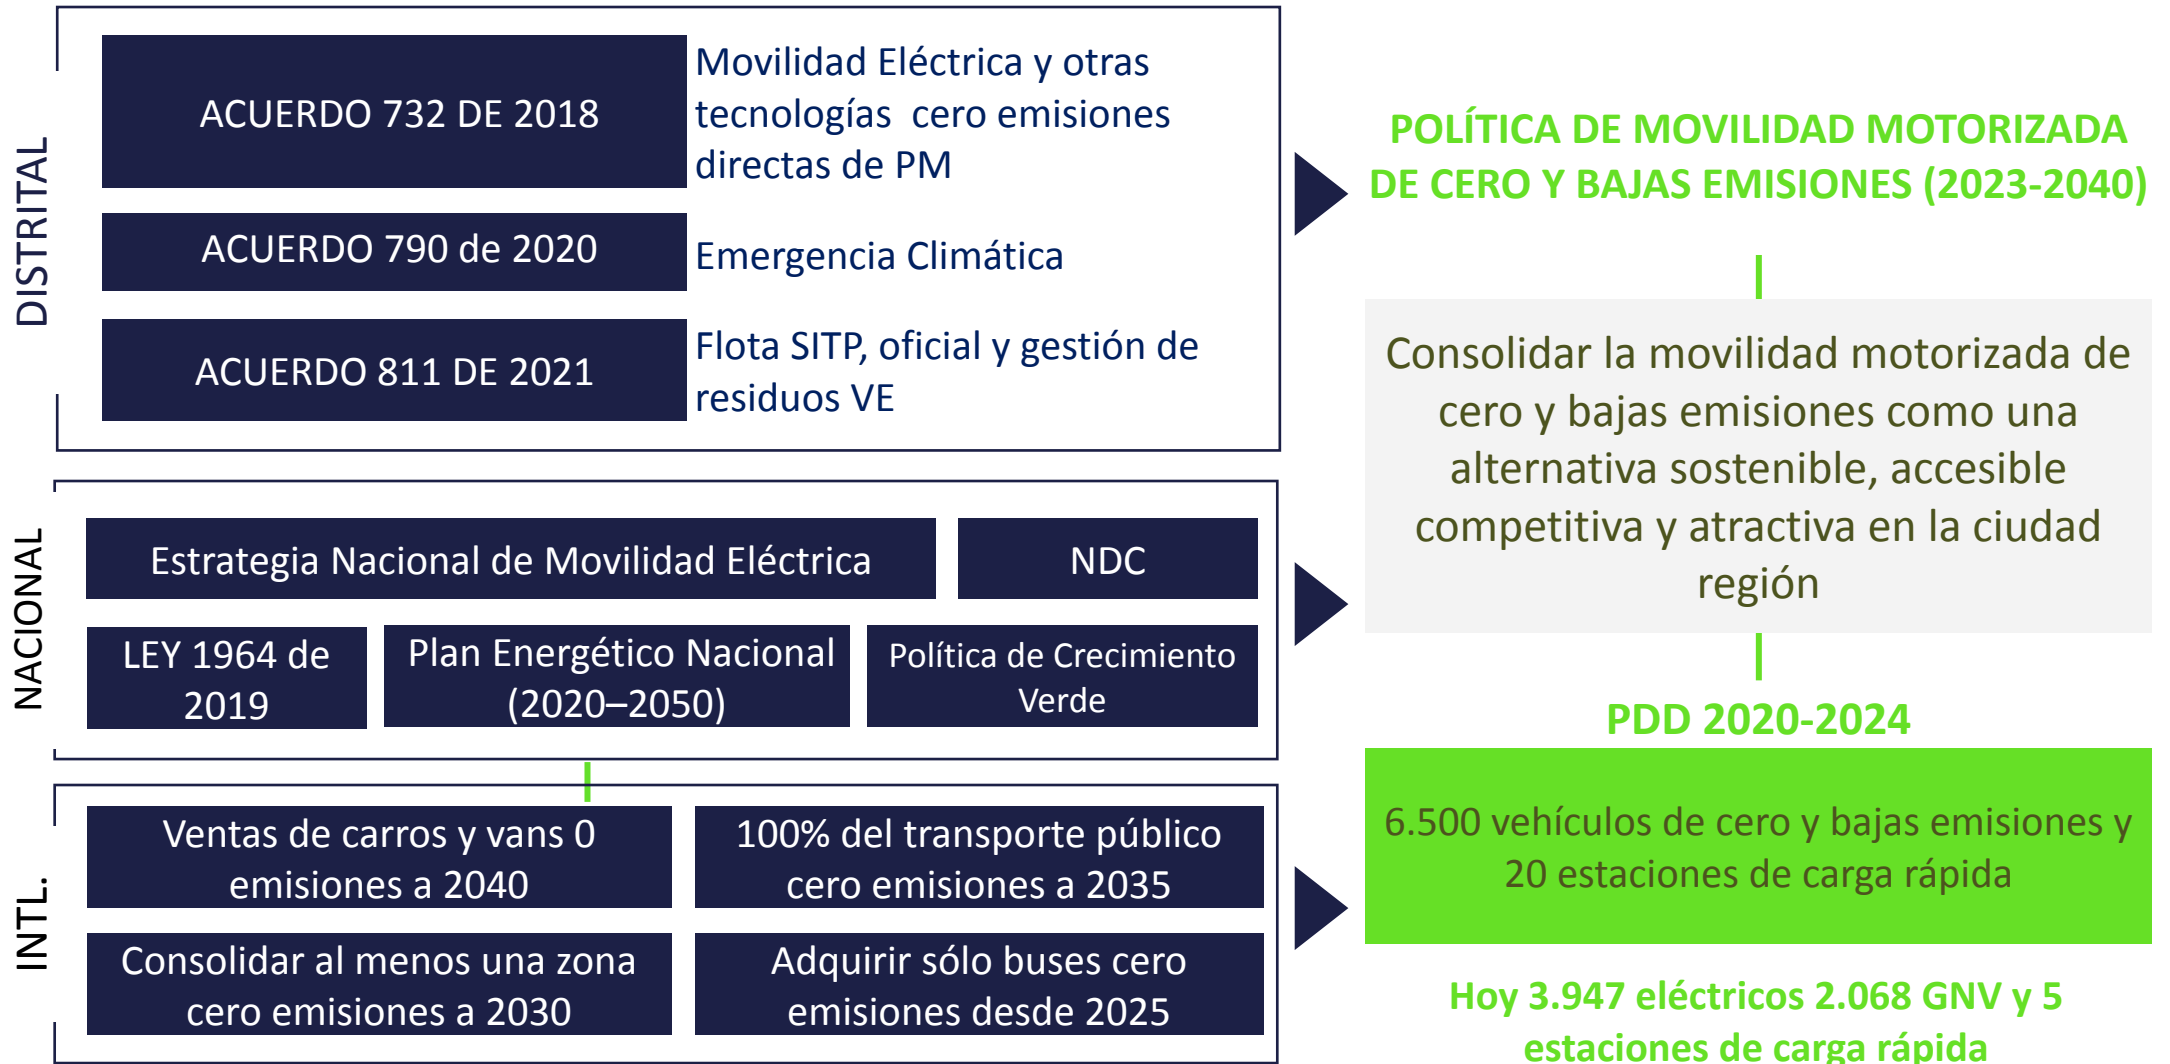 DISTRITAL
ACUERDO 732 DE 2018
Movilidad Eléctrica y otras
tecnologías cero emisiones
directas de PM
ACUERDO 790 de 2020
Emergencia Climática
ACUERDO 811 DE 2021
Flota SITP, oficial y gestión de
residuos VE
NACIONAL
Estrategia Nacional de Movilidad Eléctrica
NDC
LEY 1964 de
2019
Plan Energético Nacional
(2020–2050)
Política de Crecimiento
Verde
INTL.
Ventas de carros y vans 0
emisiones a 2040
100% del transporte público
cero emisiones a 2035
Consolidar al menos una zona
cero emisiones a 2030
Adquirir sólo buses cero
emisiones desde 2025
POLÍTICA DE MOVILIDAD MOTORIZADA
DE CERO Y BAJAS EMISIONES (2023-2040)
Consolidar la movilidad motorizada de
cero y bajas emisiones como una
alternativa sostenible, accesible
competitiva y atractiva en la ciudad
región
PDD 2020-2024
6.500 vehículos de cero y bajas emisiones y
20 estaciones de carga rápida
Hoy 3.947 eléctricos 2.068 GNV y 5
estaciones de carga rápida